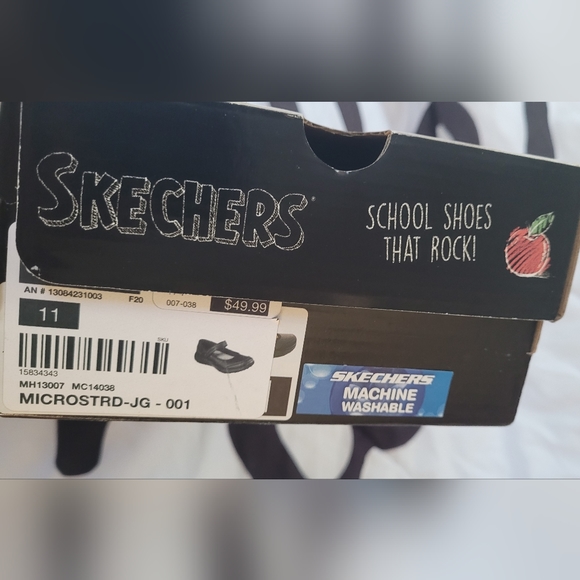 SKECHERS
SCHOOL SHOES
THAT ROCK!
AN # 13084231003
F20
007-038
$49.99
11
SKU
15834343
MH13007 MC14038
MICROSTRD-JG - 001
SKECHERS
MACHINE
WASHABLE